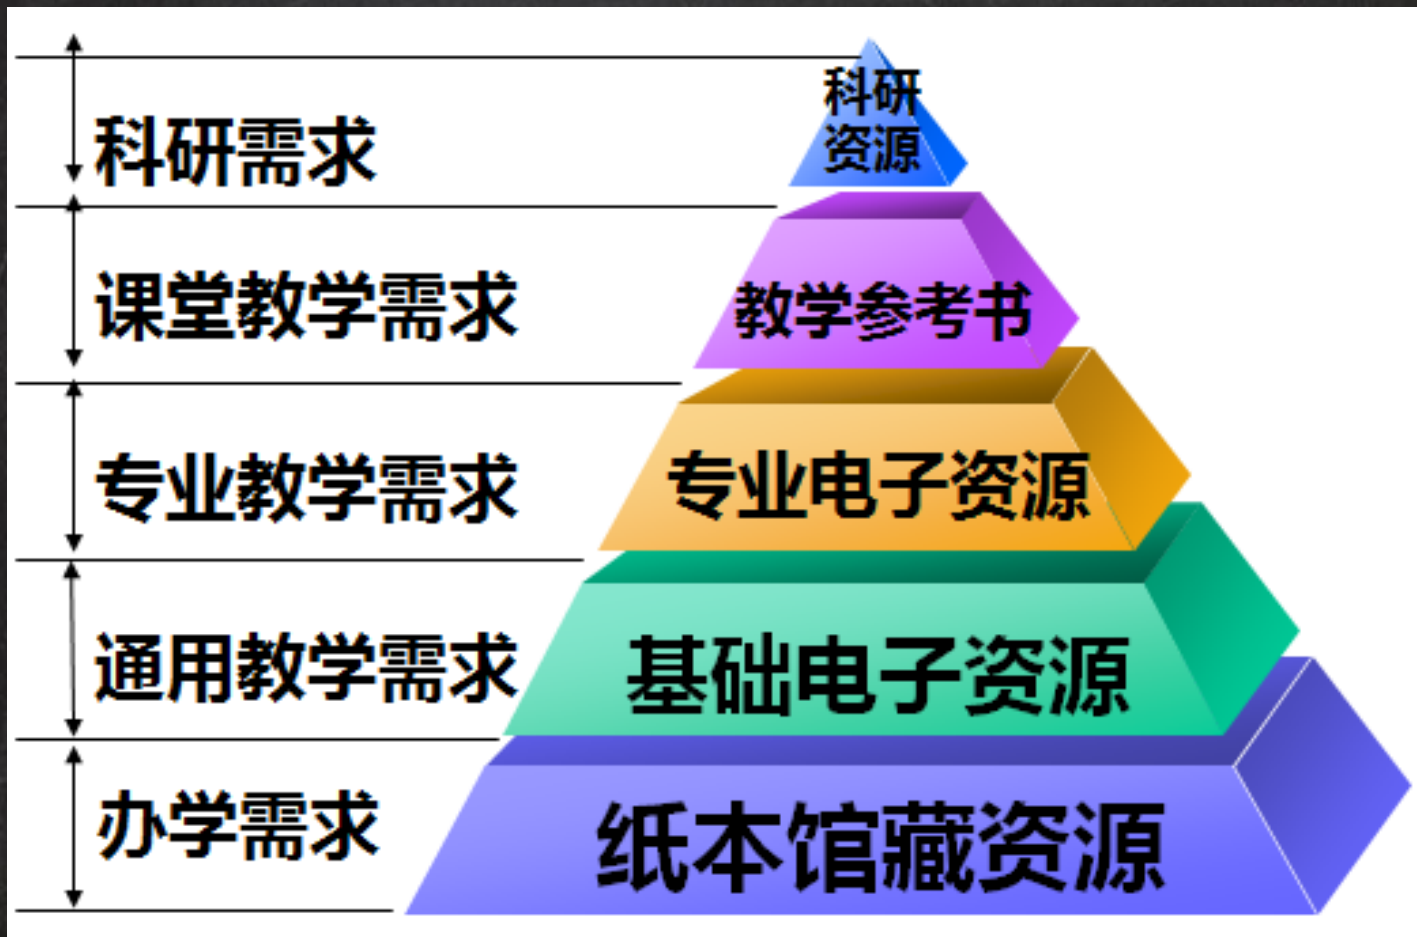 科研需求
科研
资源
课堂教学需求
教学参考书
专业教学需求
专业电子资源
通用教学需求
基础电子资源
办学需求
纸本馆藏资源